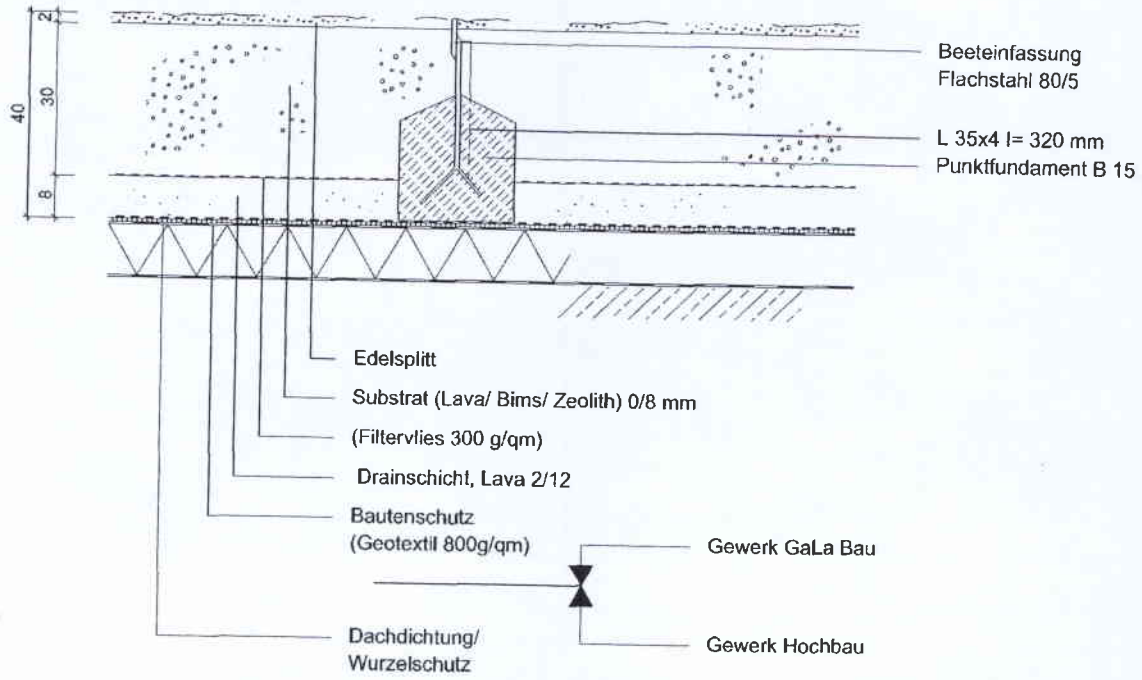 2
30
40
8
Beeteinfassung
Flachstahl 80/5
L 35x4 l= 320 mm
Punktfundament B 15
Edelsplitt
Substrat (Lava/ Bims/ Zeolith) 0/8 mm
(Filtervlies 300 g/qm)
Drainschicht, Lava 2/12
Bautenschutz
(Geotextil 800g/qm)
Gewerk GaLa Bau
Dachdichtung/
Wurzelschutz
Gewerk Hochbau